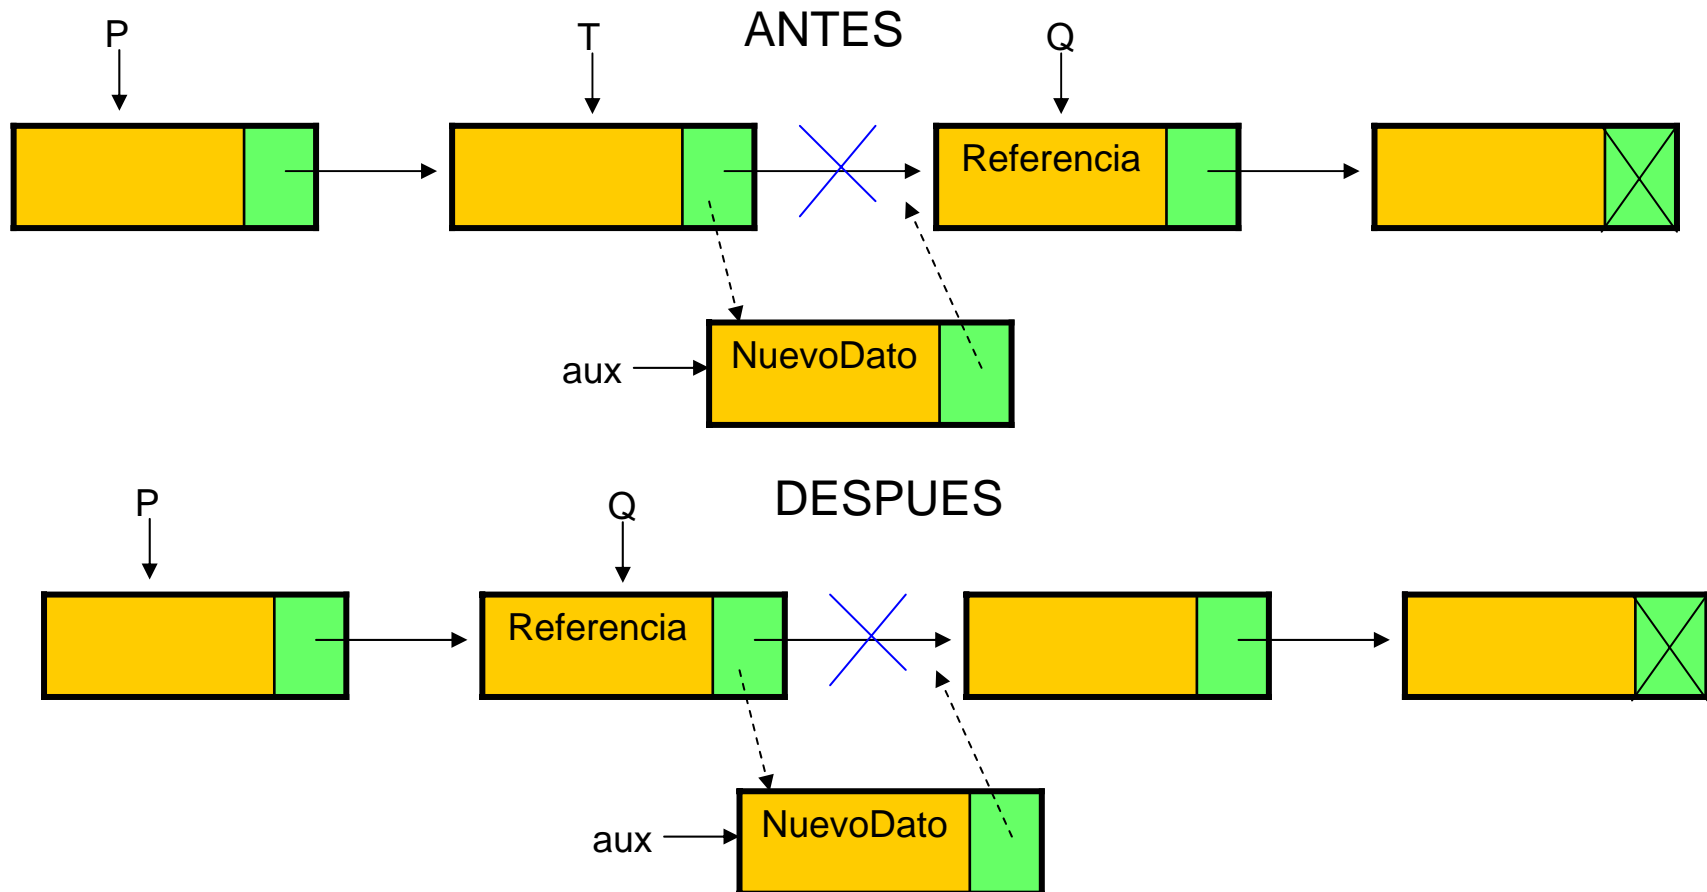 ANTES
P
T
Q
Referencia
NuevoDato
aux
DESPUES
P
Q
Referencia
NuevoDato
aux